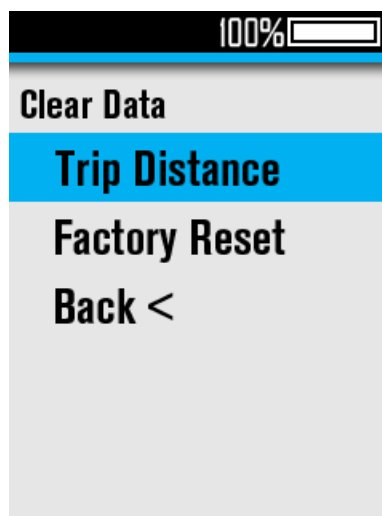 100%
Clear Data
Trip Distance
Factory Reset
Back <